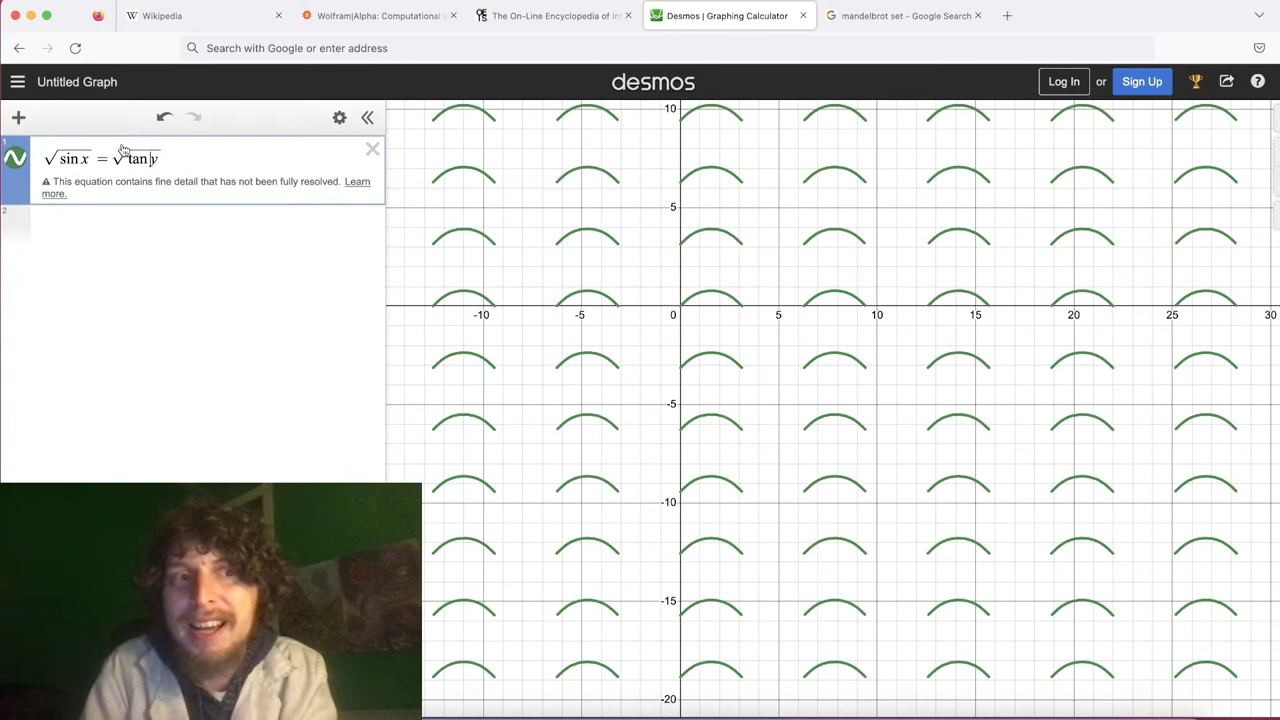 Wikipedia
Wolfram|Alpha: Computational I
The On-Line Encyclopedia of In
Desmos | Graphing Calculator
mandelbrot set - Google Search
Search with Google or enter address
Untitled Graph
desmos
Log In or Sign Up
1
√sin x = √tan y
This equation contains fine detail that has not been fully resolved. Learn
more.
2
10
5
-10 -5 0 5 10 15 20 25 30
-5
-10
-15
-20